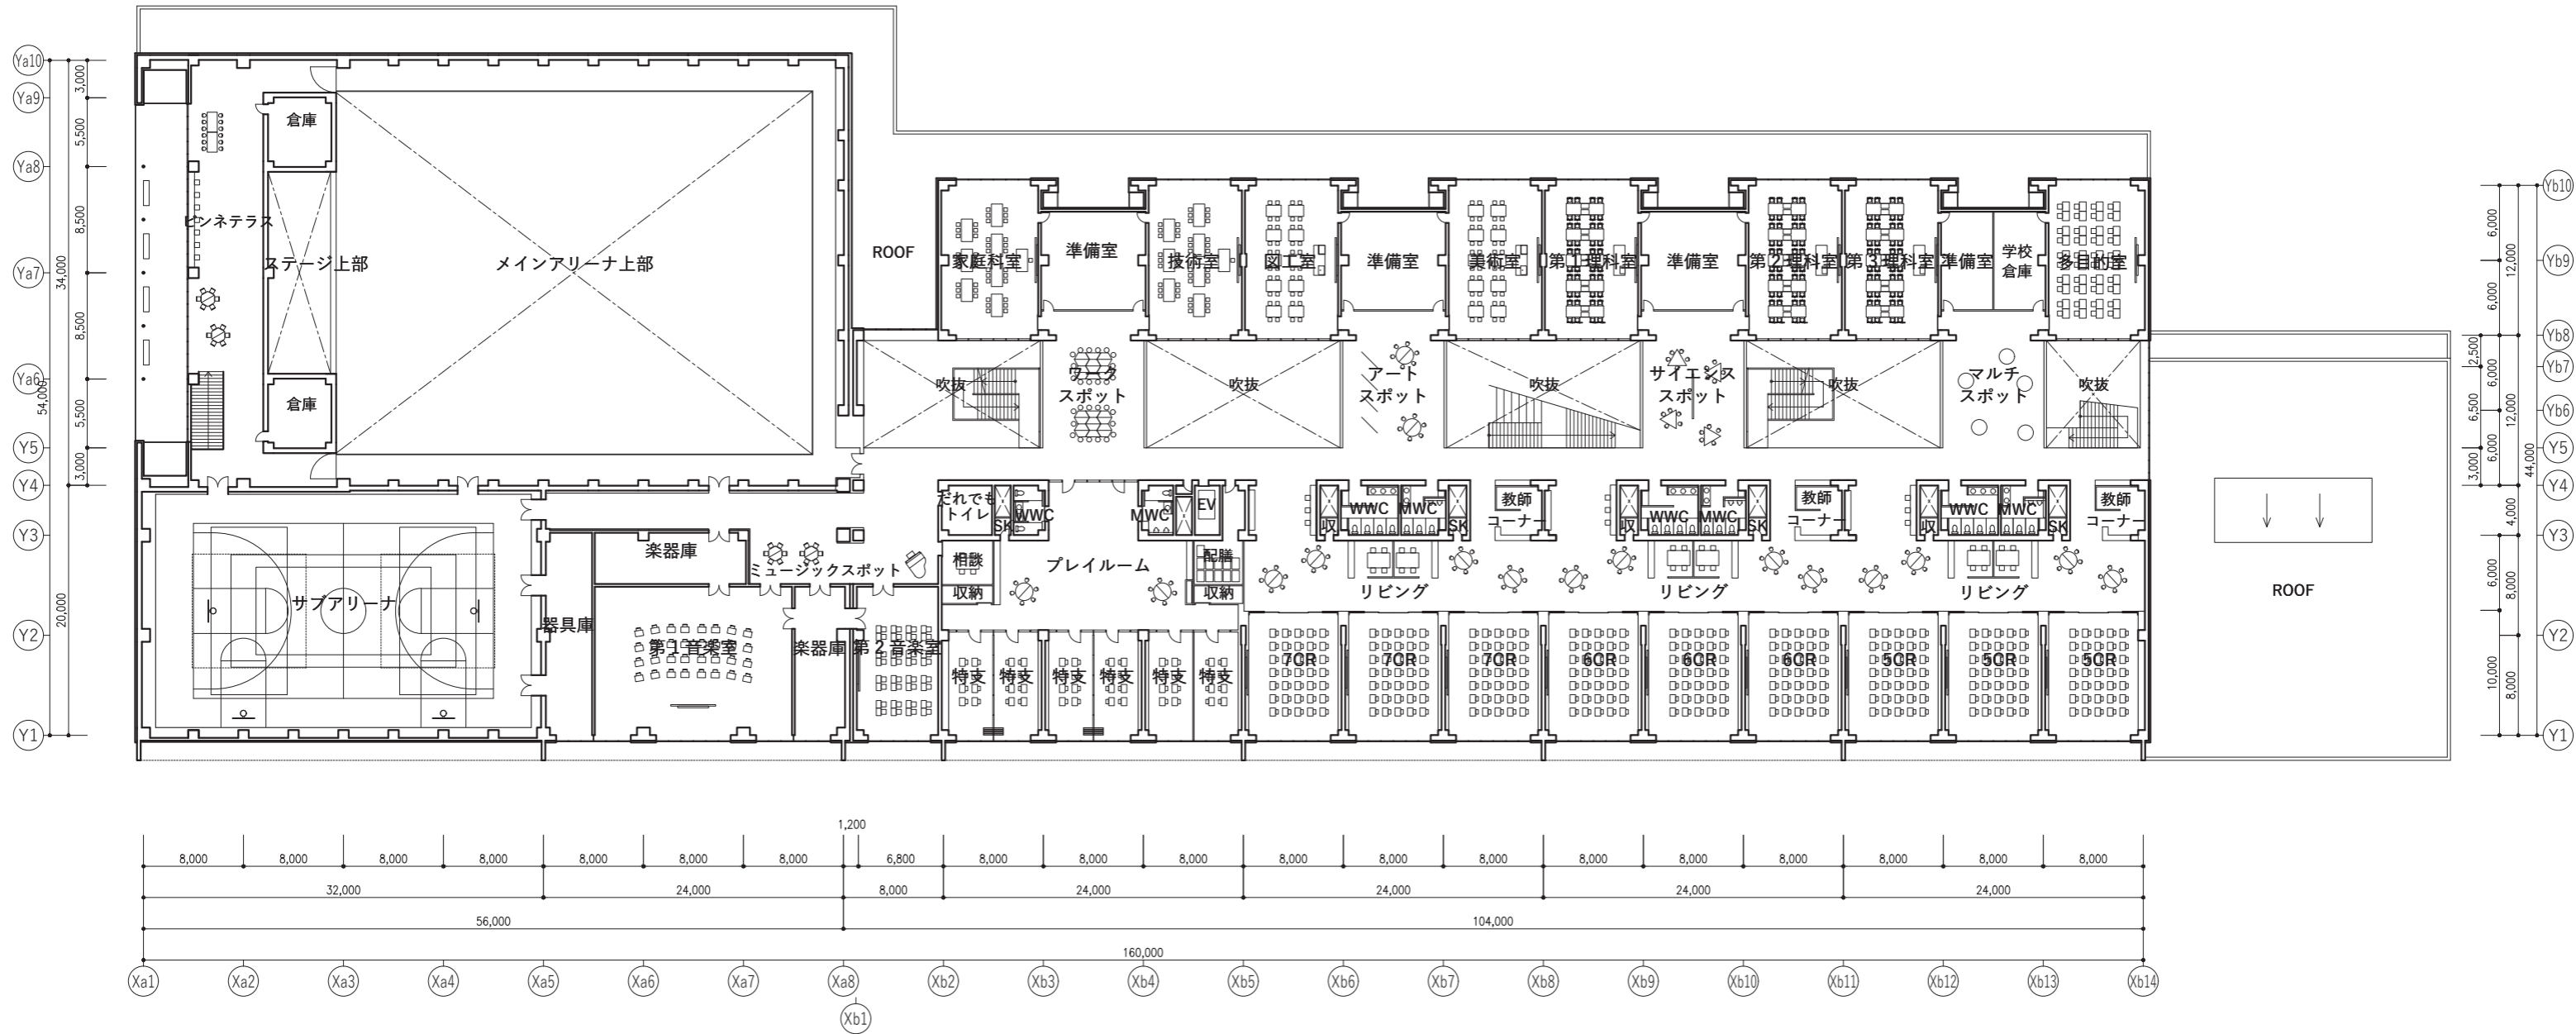 Ya10
Ya9
Ya8
Ya7
Ya6
Y5
Y4
Y3
Y2
Y1
3,000
5,500
8,500
8,500
5,500
3,000
34,000
54,000
20,000
倉庫
ビンネテラス
ステージ上部
メインアリーナ上部
倉庫
ROOF
家庭科室
準備室
技術室
図工室
準備室
美術室
第1理科室
準備室
第2理科室
第3理科室
準備室
学校
倉庫
多目的室
吹抜
ワーク
スポット
吹抜
アート
スポット
吹抜
サイエンス
スポット
吹抜
マルチ
スポット
吹抜
だれでも
トイレ
SK
WWC
MWC
EV
収
WWC
MWC
SK
教師
コーナー
収
WWC
MWC
SK
教師
コーナー
収
WWC
MWC
SK
教師
コーナー
サブアリーナ
器具庫
楽器庫
ミュージックスポット
第1音楽室
楽器庫
第2音楽室
相談
収納
プレイルーム
配膳
収納
リビング
リビング
リビング
特支
特支
特支
特支
特支
特支
7CR
7CR
7CR
6CR
6CR
6CR
5CR
5CR
5CR
ROOF
Yb10
Yb9
Yb8
Yb7
Yb6
Y5
Y4
Y3
Y2
Y1
6,000
6,000
12,000
2,500
6,500
3,000
6,000
6,000
12,000
44,000
4,000
6,000
10,000
8,000
8,000
1,200
8,000
8,000
8,000
8,000
8,000
8,000
8,000
6,800
8,000
8,000
8,000
8,000
8,000
8,000
8,000
8,000
8,000
8,000
8,000
8,000
32,000
24,000
8,000
24,000
24,000
24,000
24,000
56,000
104,000
160,000
Xa1
Xa2
Xa3
Xa4
Xa5
Xa6
Xa7
Xa8
Xb2
Xb3
Xb4
Xb5
Xb6
Xb7
Xb8
Xb9
Xb10
Xb11
Xb12
Xb13
Xb14
Xb1